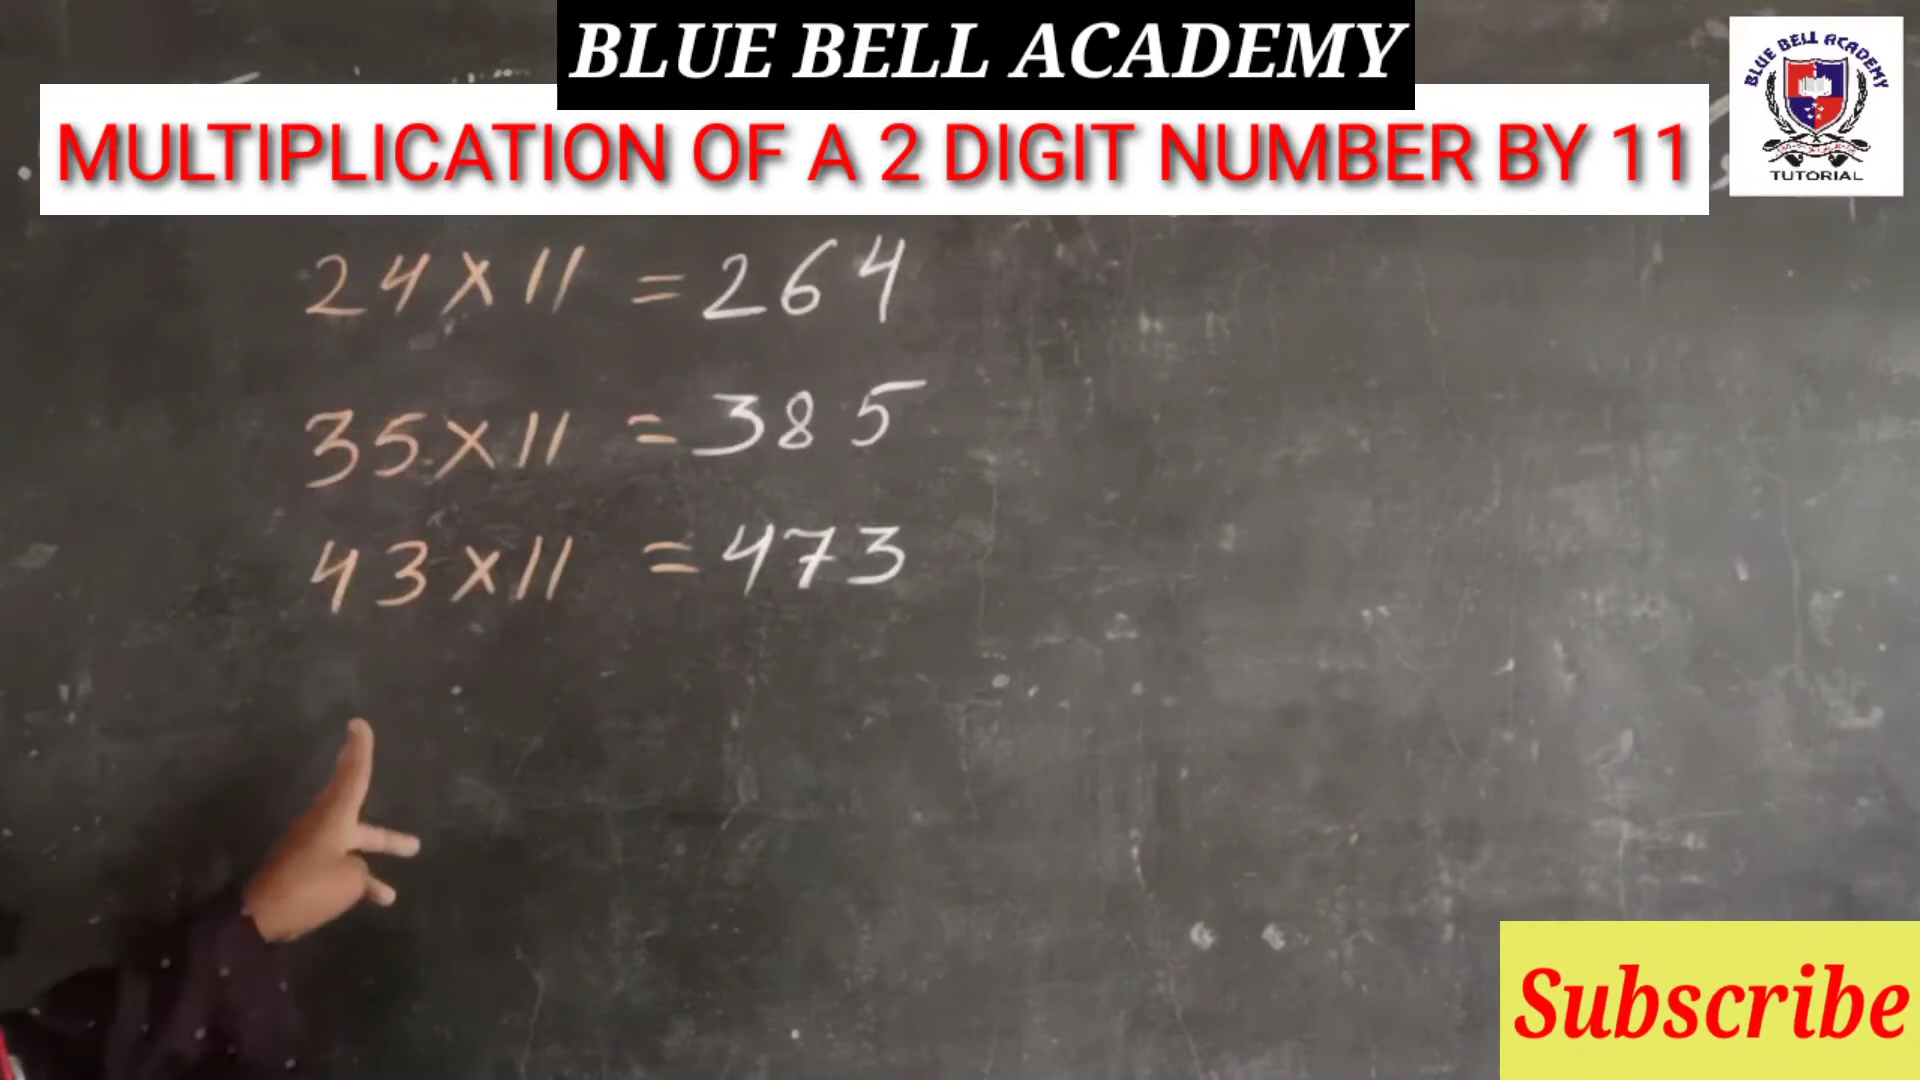 BLUE BELL ACADEMY
MULTIPLICATION OF A 2 DIGIT NUMBER BY 11
BLUE BELL ACADEMY
TUTORIAL
24×11 = 264
35×11 = 385
43×11 = 473
Subscribe